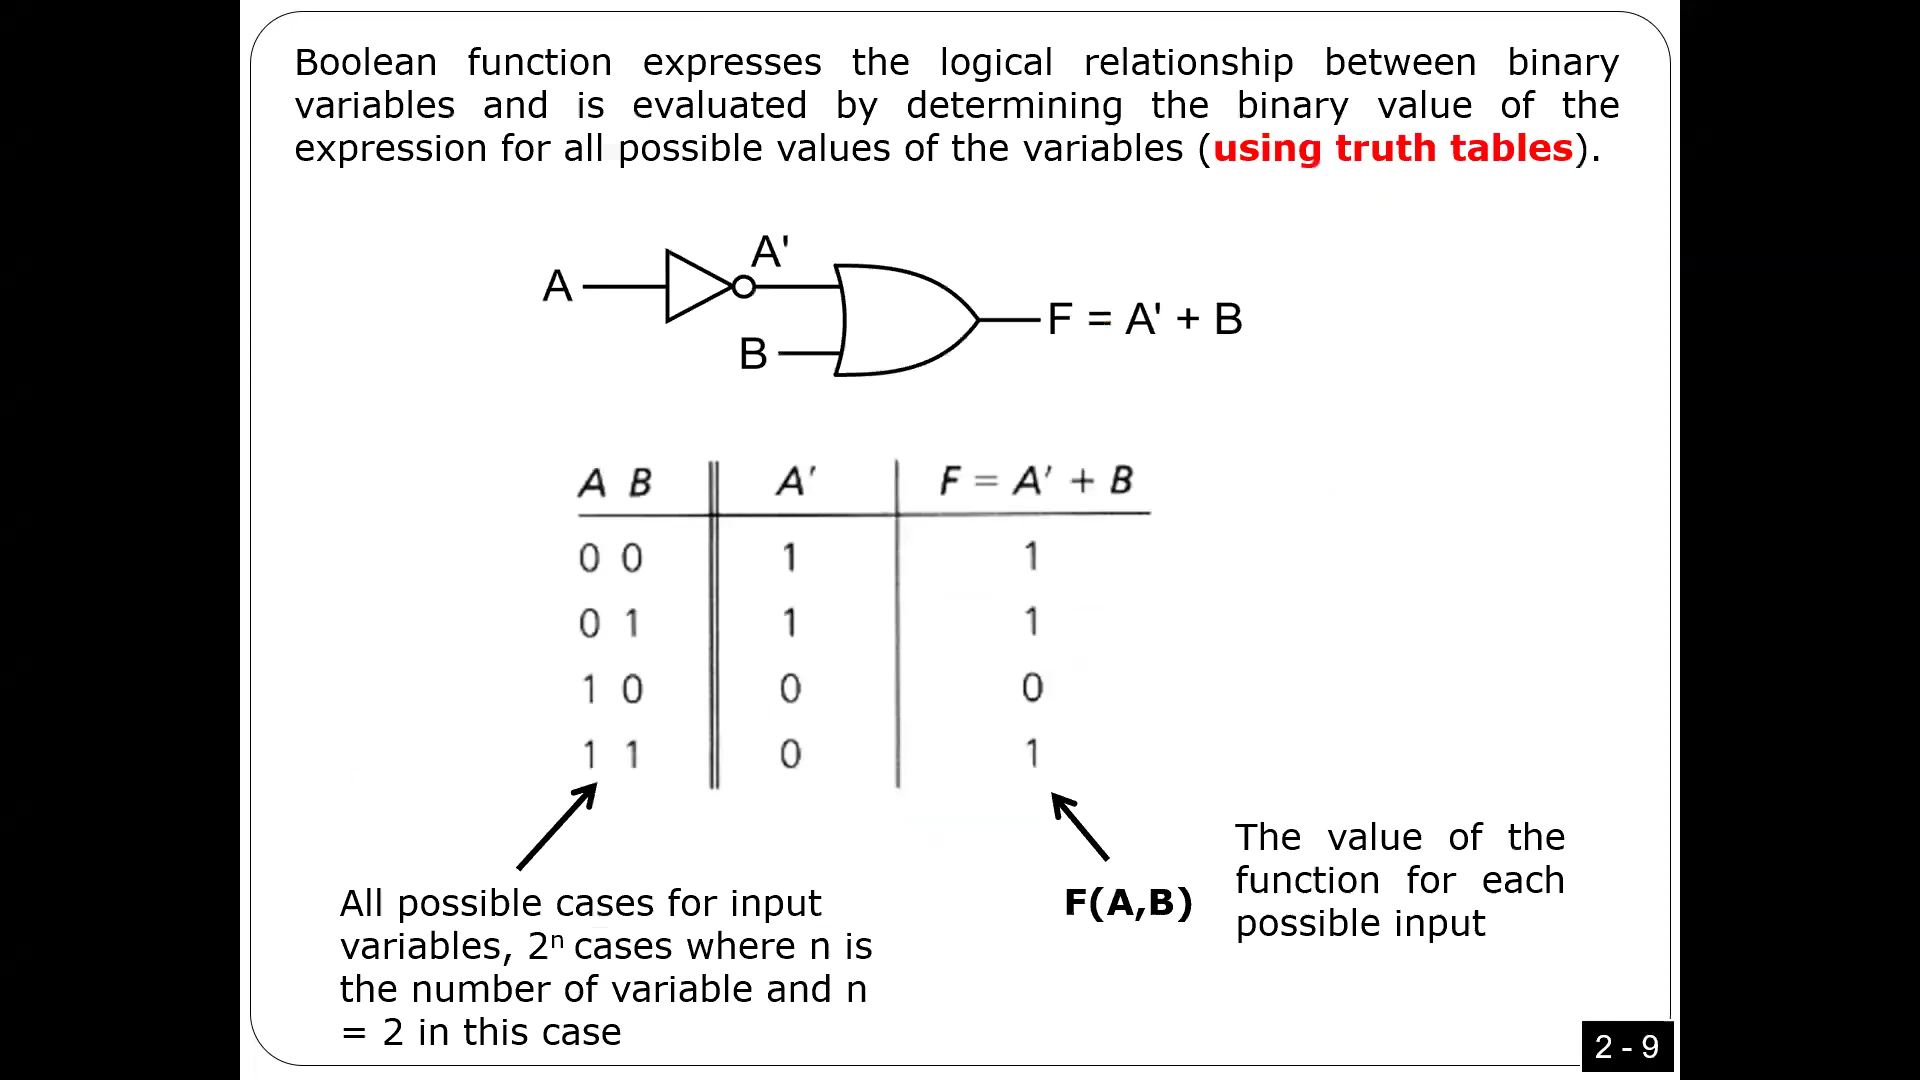 Boolean function expresses the logical relationship between binary
variables and is evaluated by determining the binary value of the
expression for all possible values of the variables (using truth tables).
A'
A
F = A' + B
B
A B A' F = A' + B
0 0 1 1
0 1 1 1
1 0 0 0
1 1 0 1
All possible cases for input
variables, 2ⁿ cases where n is
the number of variable and n
= 2 in this case
F(A,B)
The value of the
function for each
possible input
2 - 9